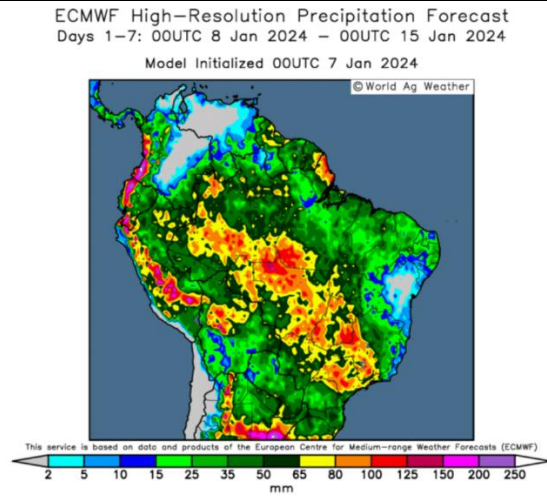 ECMWF High-Resolution Precipitation Forecast
Days 1-7: 00UTC 8 Jan 2024 - 00UTC 15 Jan 2024
Model Initialized 00UTC 7 Jan 2024
© World Ag Weather
This service is based on data and products of the European Centre for Medium-range Weather Forecasts (ECMWF)
2 5 10 15 25 35 50 65 80 100 125 150 200 250
mm